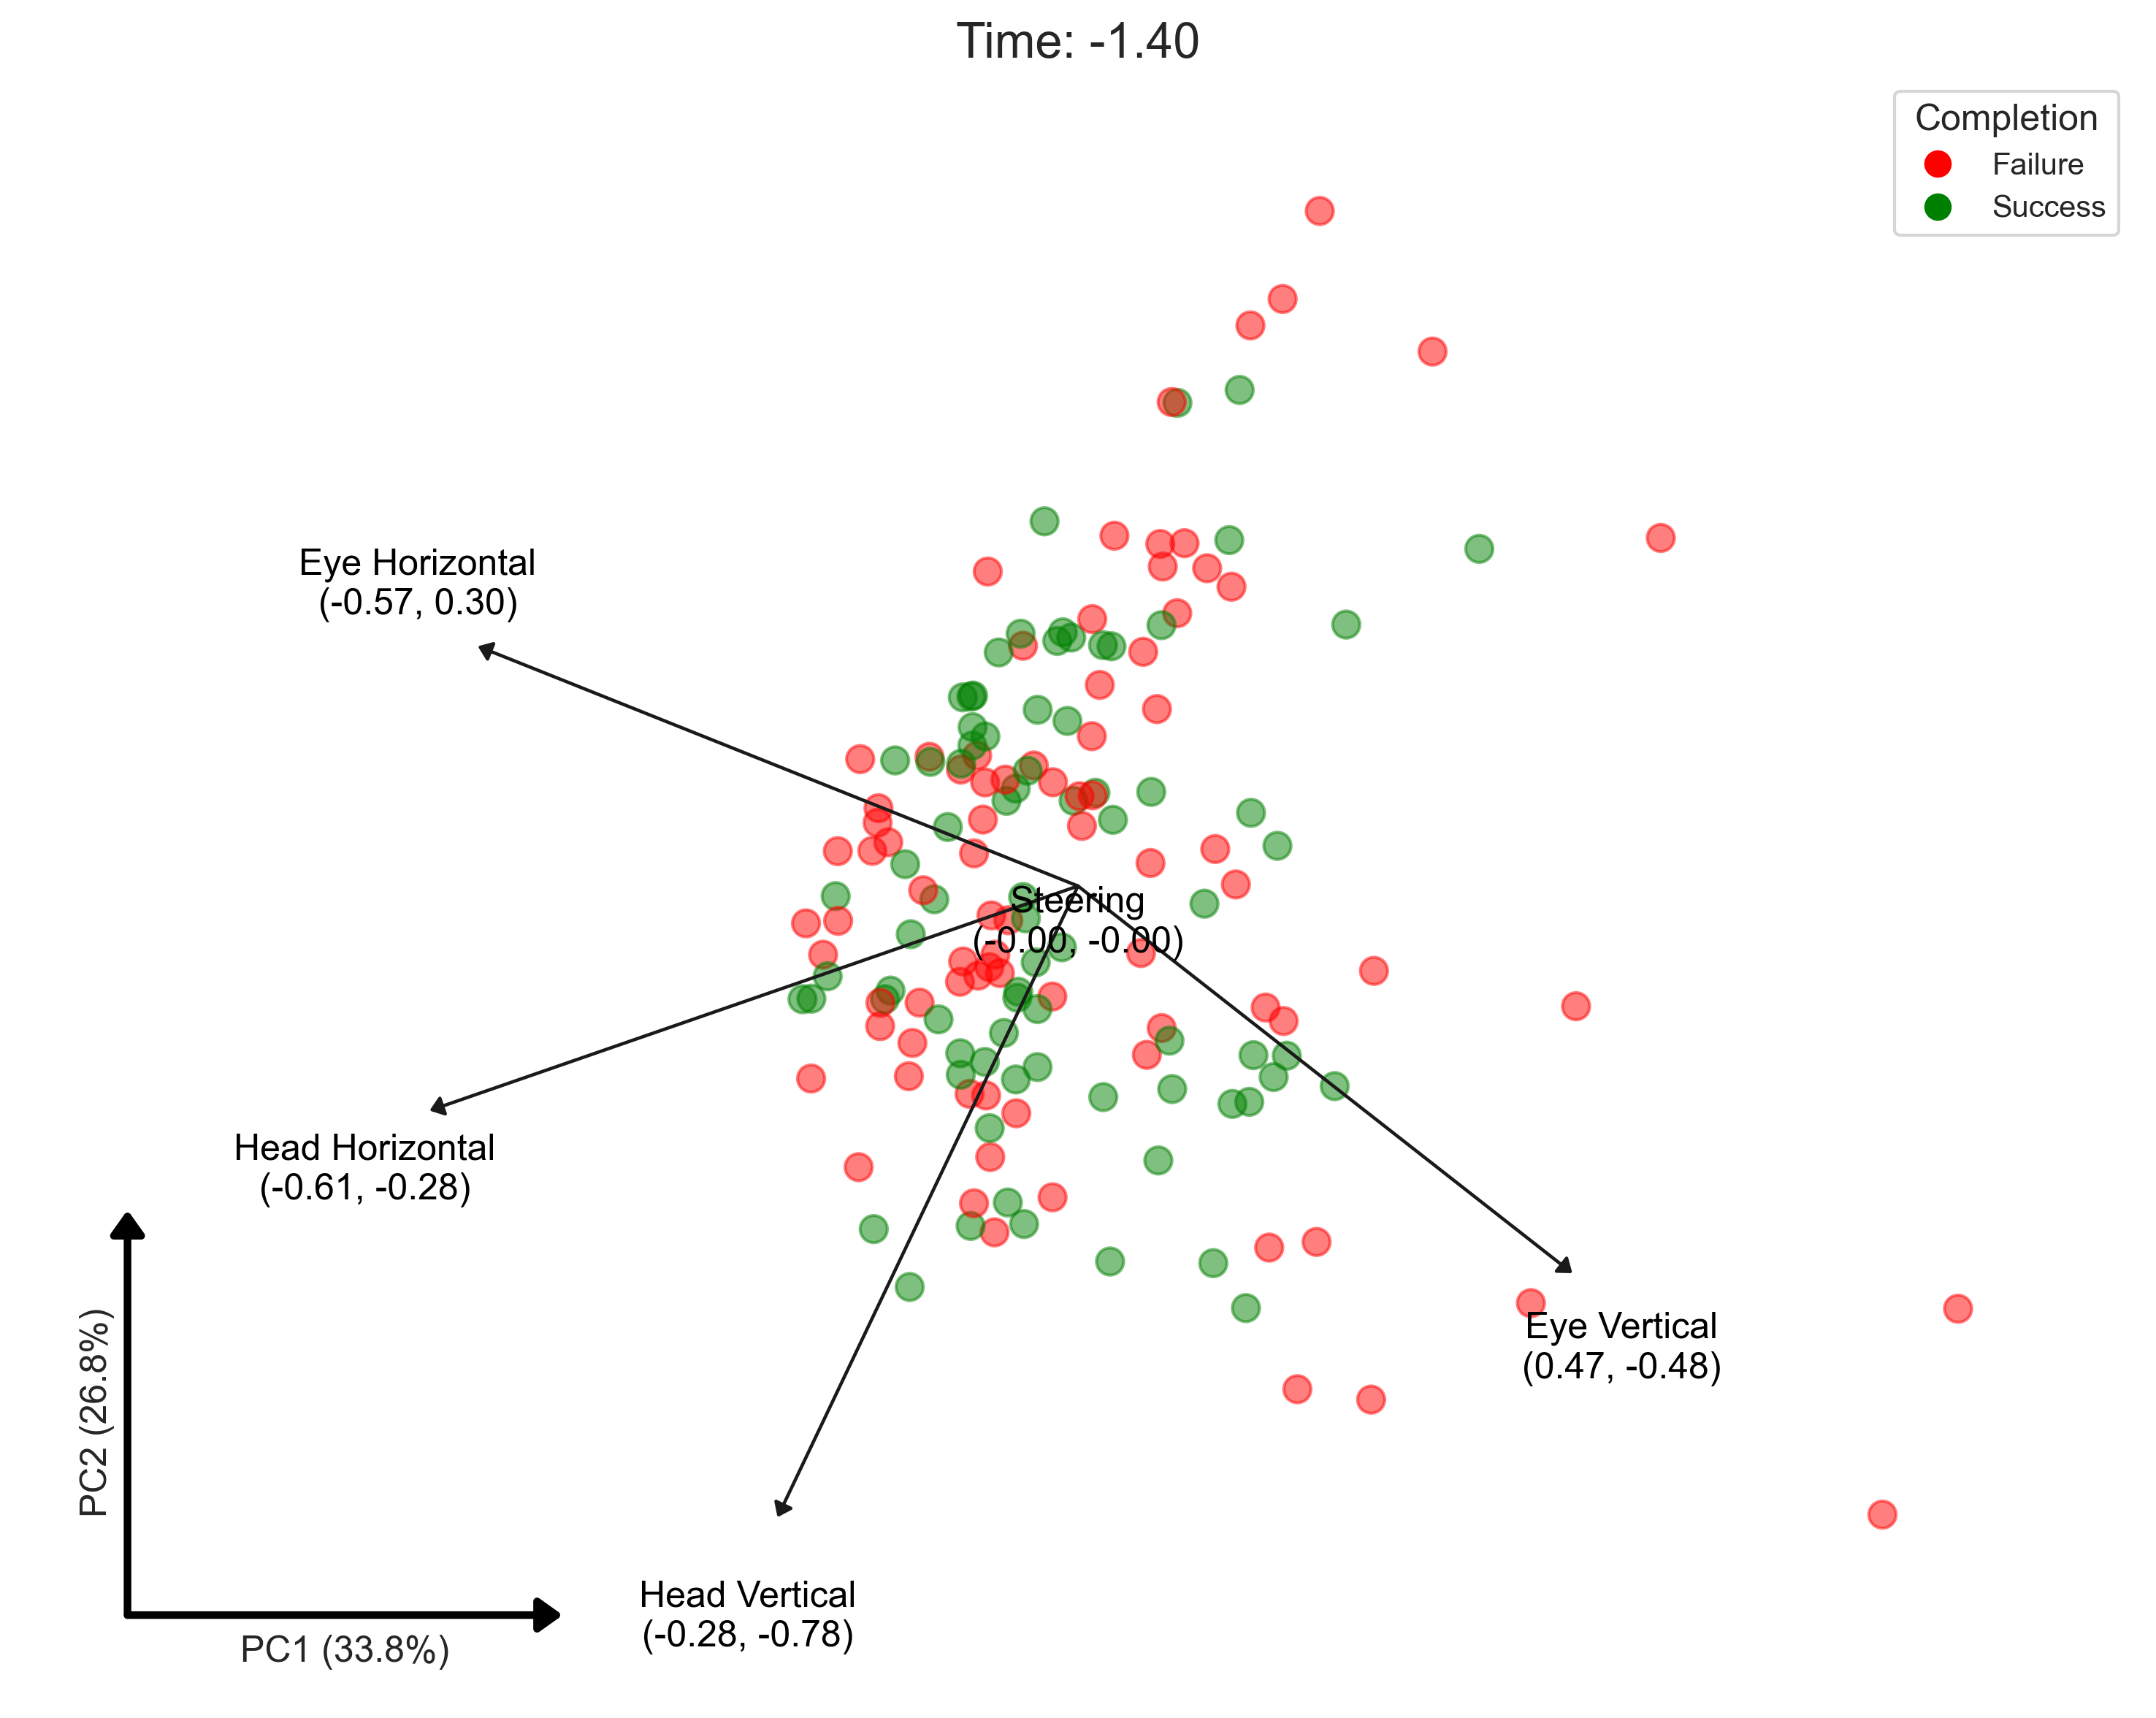 Time: -1.40
Completion
Failure
Success
Eye Horizontal
(-0.57, 0.30)
Steering
(-0.00, -0.00)
Head Horizontal
(-0.61, -0.28)
Eye Vertical
(0.47, -0.48)
Head Vertical
(-0.28, -0.78)
PC2 (26.8%)
PC1 (33.8%)